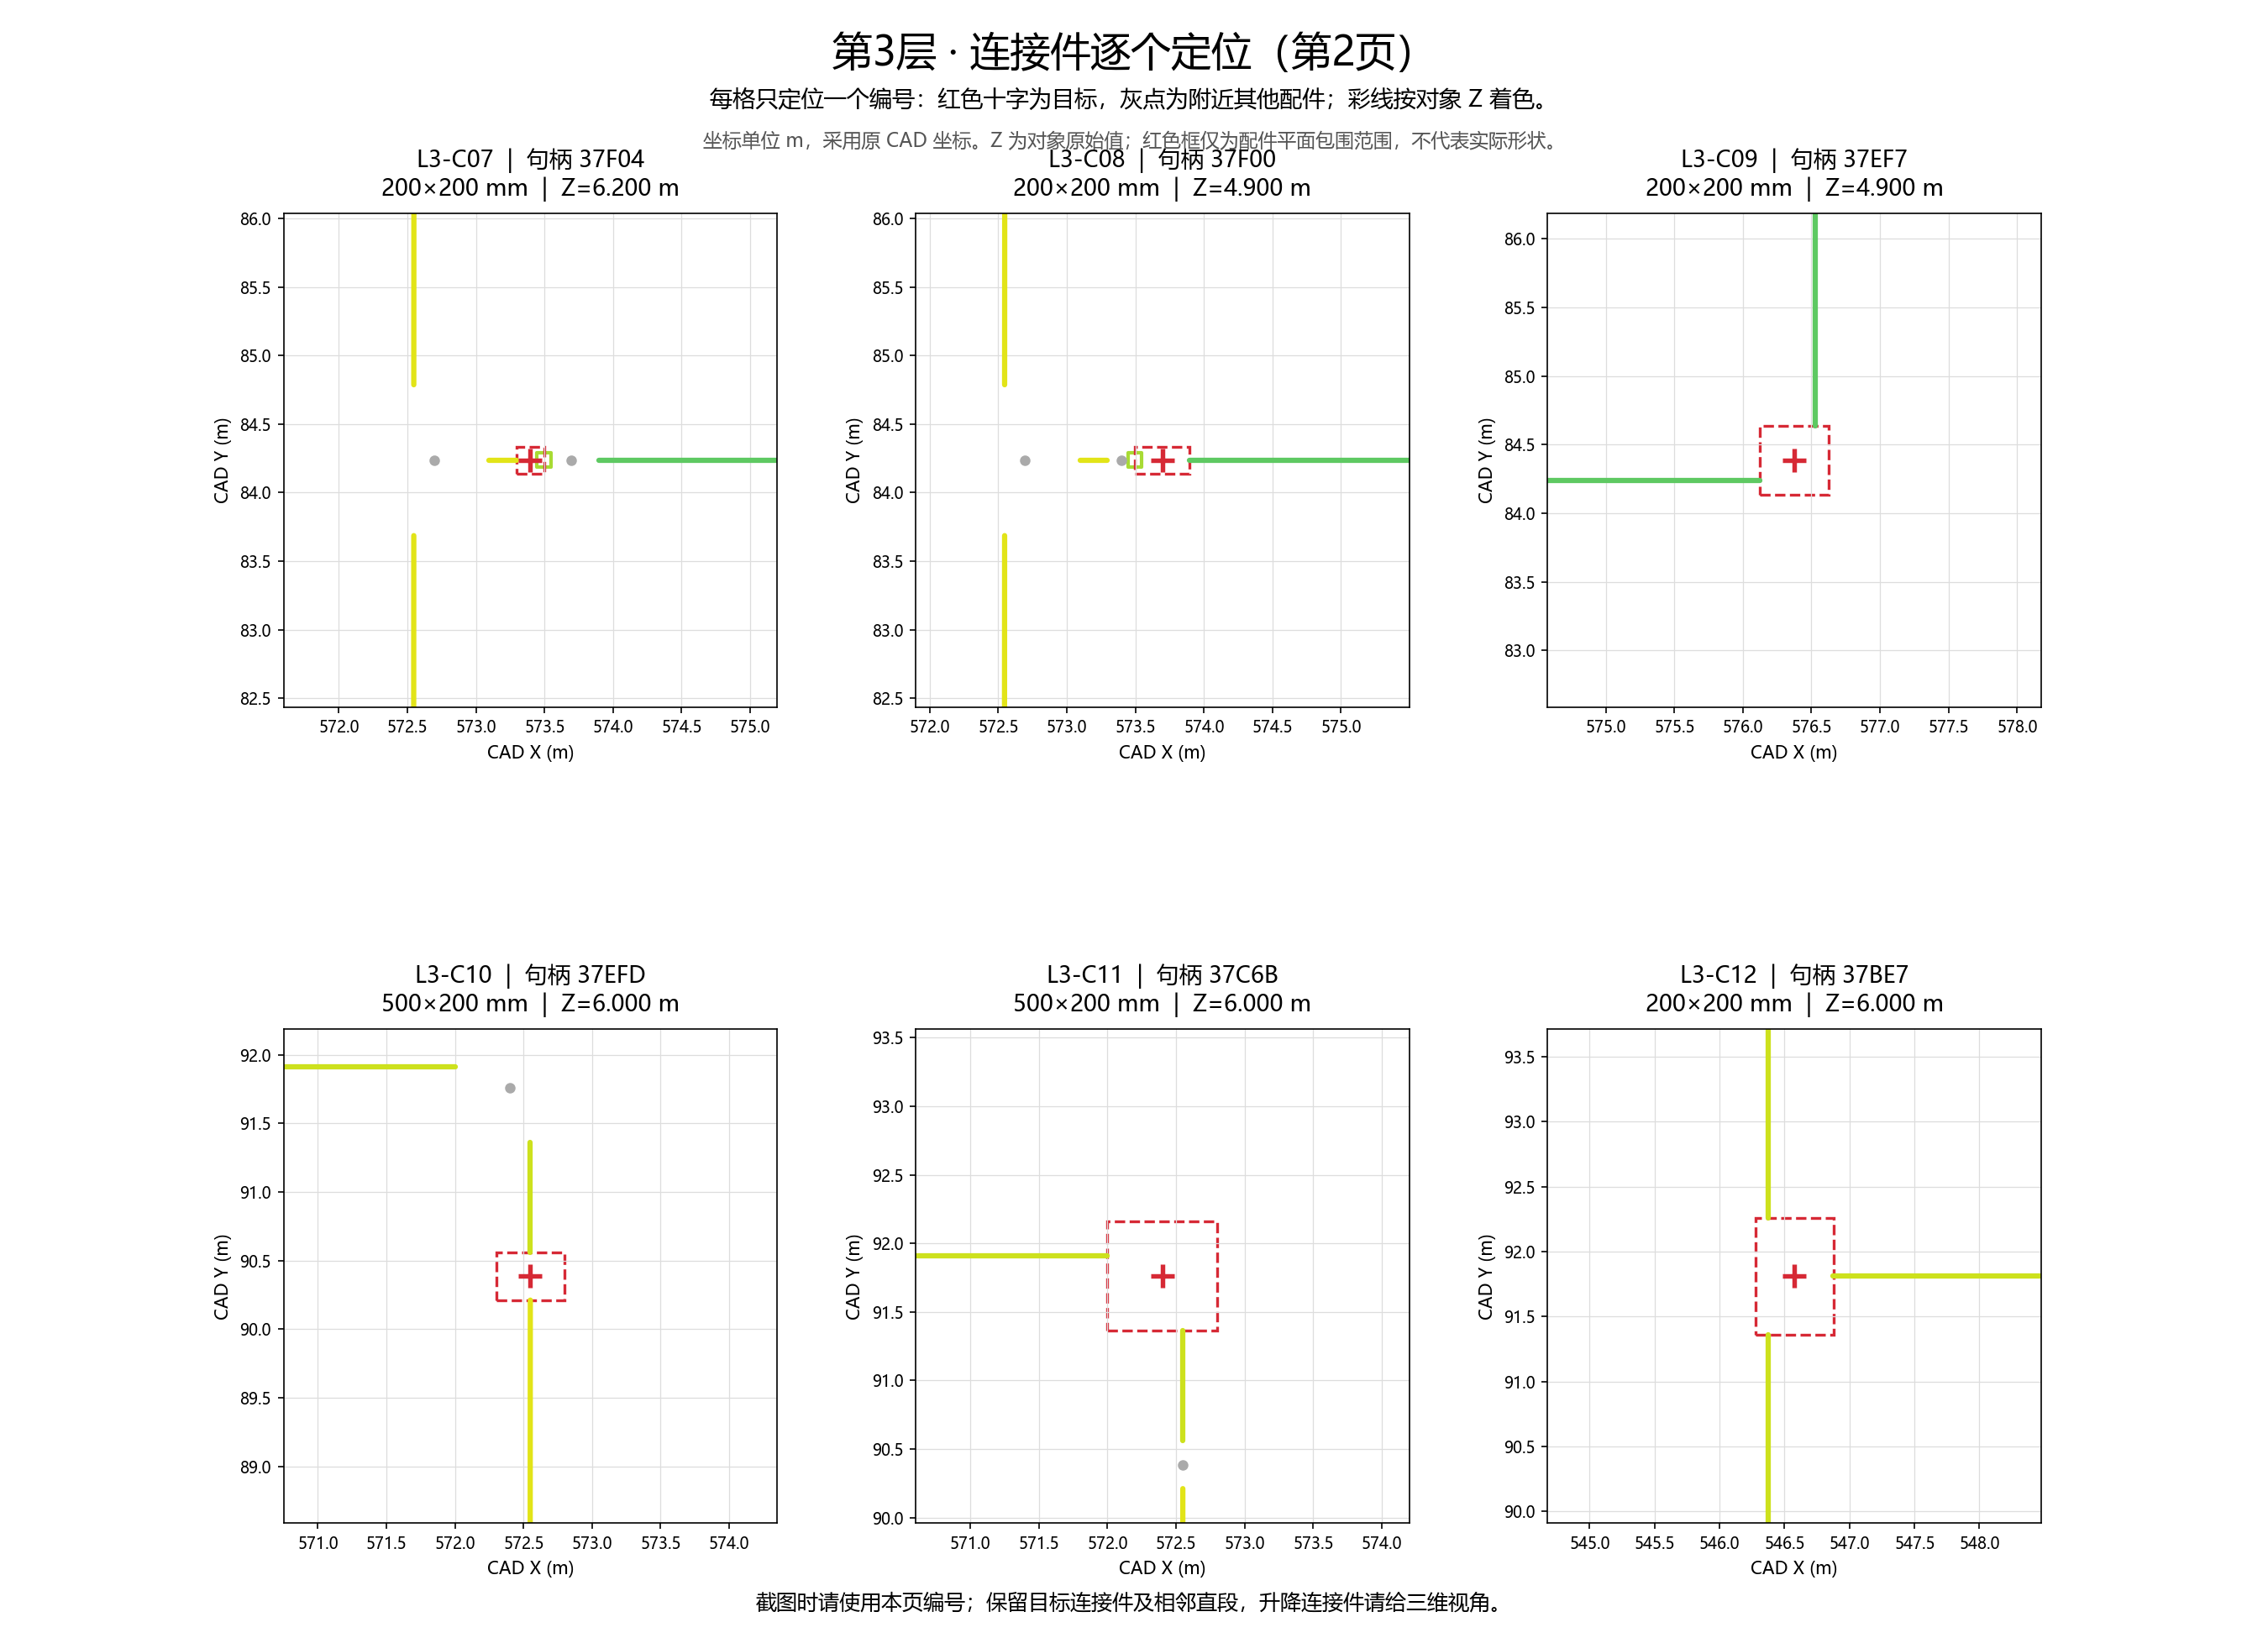 第3层 · 连接件逐个定位（第2页）
每格只定位一个编号：红色十字为目标，灰点为附近其他配件；彩线按对象 Z 着色。
坐标单位 m，采用原 CAD 坐标。Z 为对象原始值；红色框仅为配件平面包围范围，不代表实际形状。
L3-C07 | 句柄 37F04
200×200 mm | Z=6.200 m
86.0
85.5
85.0
84.5
84.0
83.5
83.0
82.5
CAD Y (m)
572.0 572.5 573.0 573.5 574.0 574.5 575.0
CAD X (m)
L3-C08 | 句柄 37F00
200×200 mm | Z=4.900 m
86.0
85.5
85.0
84.5
84.0
83.5
83.0
82.5
CAD Y (m)
572.0 572.5 573.0 573.5 574.0 574.5 575.0
CAD X (m)
L3-C09 | 句柄 37EF7
200×200 mm | Z=4.900 m
86.0
85.5
85.0
84.5
84.0
83.5
83.0
CAD Y (m)
575.0 575.5 576.0 576.5 577.0 577.5 578.0
CAD X (m)
L3-C10 | 句柄 37EFD
500×200 mm | Z=6.000 m
92.0
91.5
91.0
90.5
90.0
89.5
89.0
CAD Y (m)
571.0 571.5 572.0 572.5 573.0 573.5 574.0
CAD X (m)
L3-C11 | 句柄 37C6B
500×200 mm | Z=6.000 m
93.5
93.0
92.5
92.0
91.5
91.0
90.5
90.0
CAD Y (m)
571.0 571.5 572.0 572.5 573.0 573.5 574.0
CAD X (m)
L3-C12 | 句柄 37BE7
200×200 mm | Z=6.000 m
93.5
93.0
92.5
92.0
91.5
91.0
90.5
90.0
CAD Y (m)
545.0 545.5 546.0 546.5 547.0 547.5 548.0
CAD X (m)
截图时请使用本页编号；保留目标连接件及相邻直段，升降连接件请给三维视角。